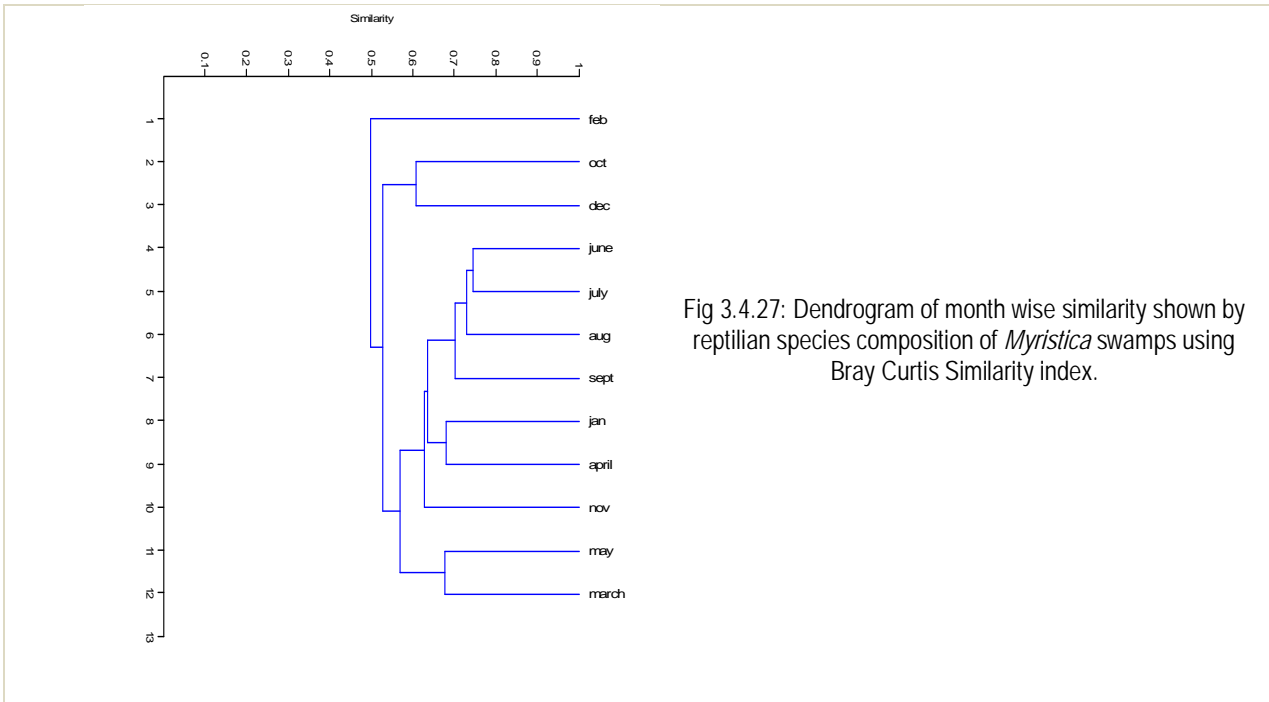 Similarity
0.1 0.2 0.3 0.4 0.5 0.6 0.7 0.8 0.9 1
1 feb
2 oct
3 dec
4 june
5 july
6 aug
7 sept
8 jan
9 april
10 nov
11 may
12 march
13
Fig 3.4.27: Dendrogram of month wise similarity shown by
reptilian species composition of Myristica swamps using
Bray Curtis Similarity index.